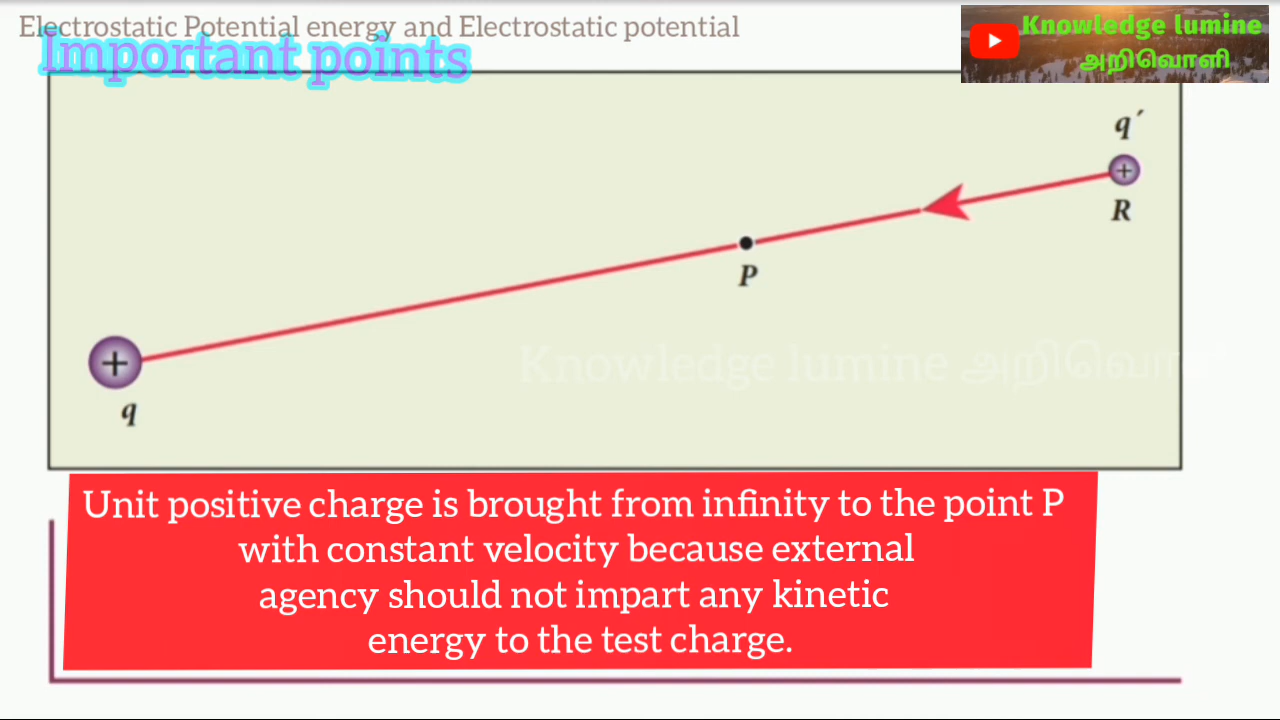 Electrostatic Potential energy and Electrostatic potential
Important points
Knowledge lumine
அறிவொளி
q´
+
R
P
+
q
Knowledge lumine அறிவொ
Unit positive charge is brought from infinity to the point P
with constant velocity because external
agency should not impart any kinetic
energy to the test charge.